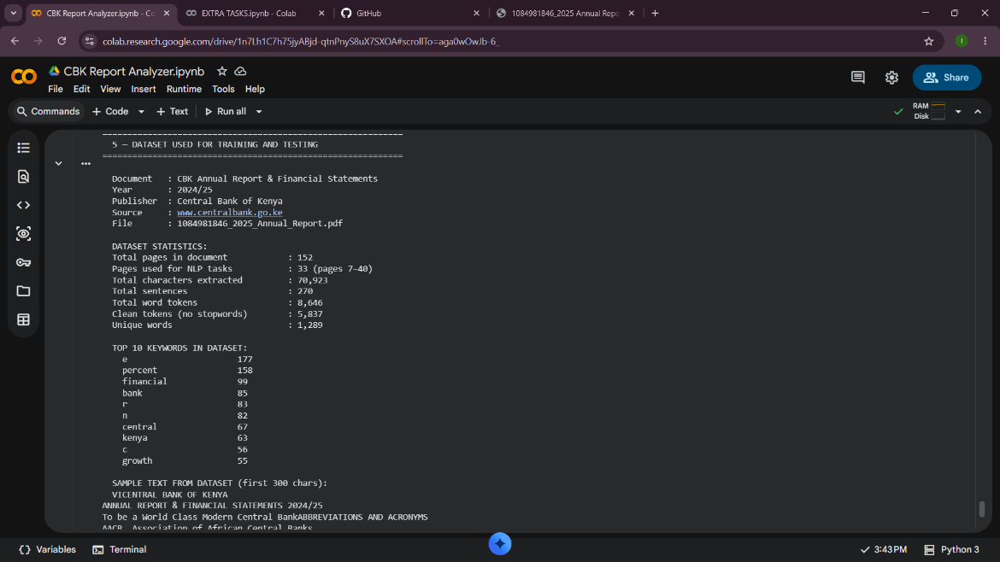 CBK Report Analyzer.ipynb - Co
EXTRA TASKS.ipynb - Colab
GitHub
1084981846_2025 Annual Repo
colab.research.google.com/drive/1n7Lh1C7h75jyABjd-qtnPnyS8uX7SXOA#scrollTo=aga0wOwJb-6_
CBK Report Analyzer.ipynb
File Edit View Insert Runtime Tools Help
Share
Commands + Code + Text Run all
RAM
Disk
5 — DATASET USED FOR TRAINING AND TESTING
Document : CBK Annual Report & Financial Statements
Year : 2024/25
Publisher : Central Bank of Kenya
Source : www.centralbank.go.ke
File : 1084981846_2025_Annual_Report.pdf
DATASET STATISTICS:
Total pages in document : 152
Pages used for NLP tasks : 33 (pages 7–40)
Total characters extracted : 70,923
Total sentences : 270
Total word tokens : 8,646
Clean tokens (no stopwords) : 5,837
Unique words : 1,289
TOP 10 KEYWORDS IN DATASET:
e 177
percent 158
financial 99
bank 85
r 83
n 82
central 67
kenya 63
c 56
growth 55
SAMPLE TEXT FROM DATASET (first 300 chars):
VICENTRAL BANK OF KENYA
ANNUAL REPORT & FINANCIAL STATEMENTS 2024/25
To be a World Class Modern Central BankABBREVIATIONS AND ACRONYMS
AACB Association of African Central Banks
Variables Terminal
3:43 PM Python 3